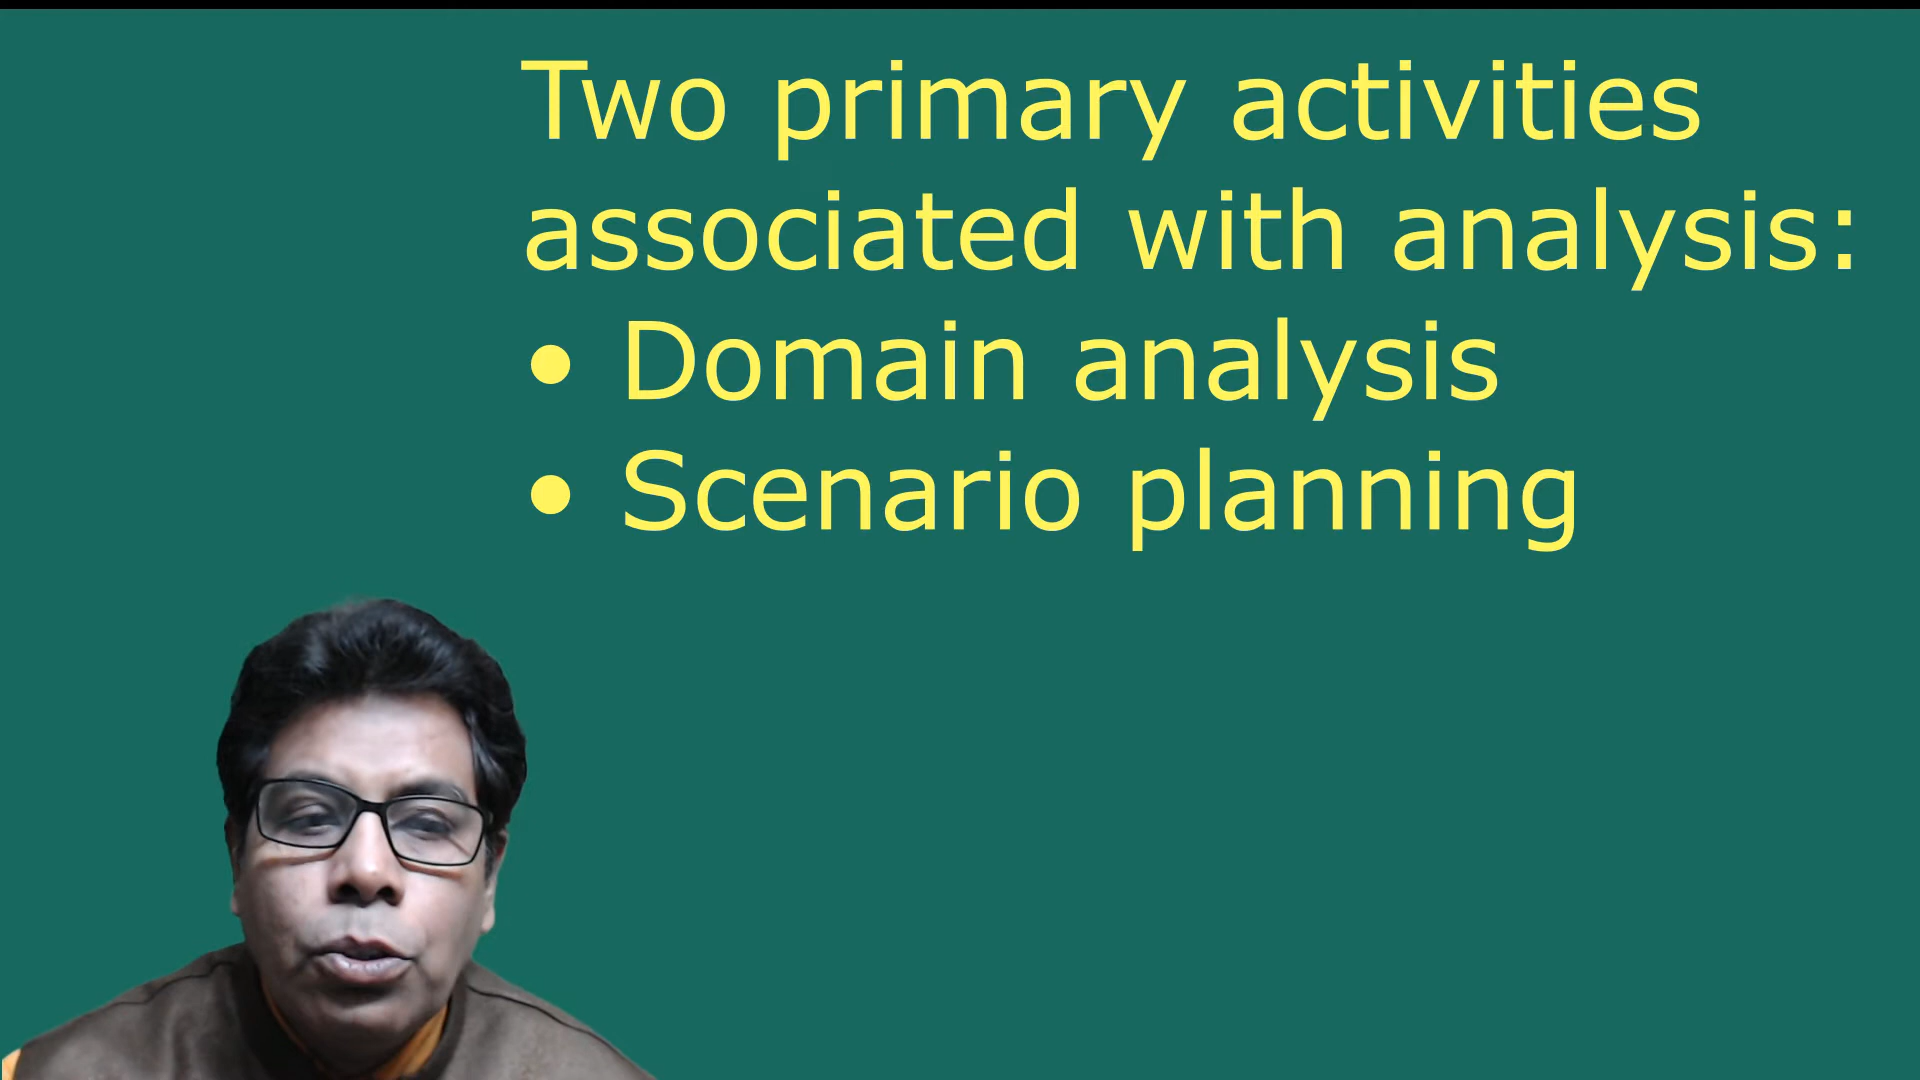 Two primary activities
associated with analysis:
• Domain analysis
• Scenario planning